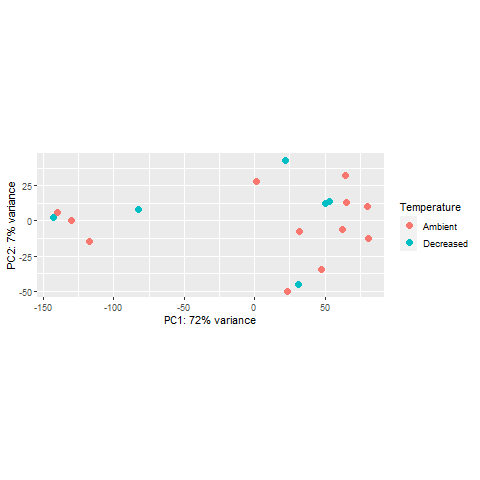 PC2: 7% variance
25
0
-25
-50
-150
-100
-50
0
50
PC1: 72% variance
Temperature
Ambient
Decreased